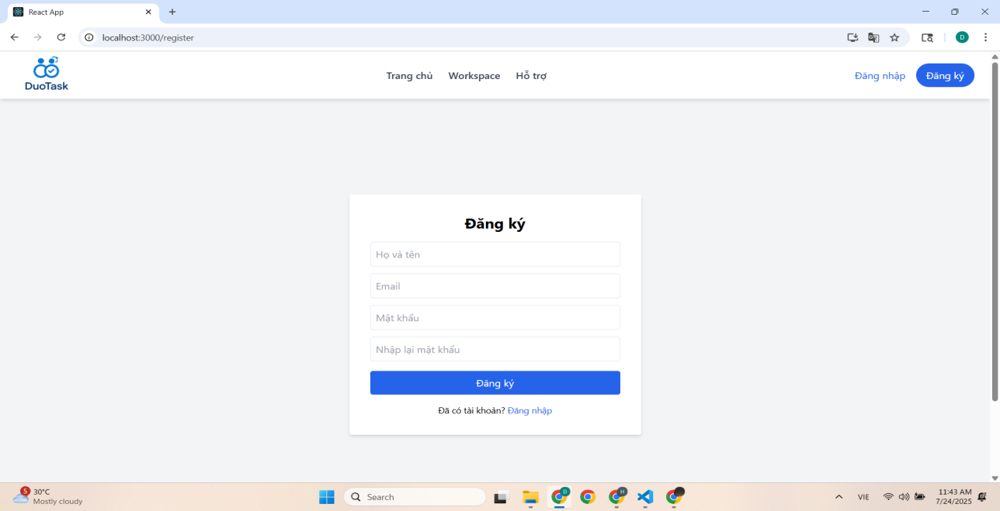 React App
localhost:3000/register
D
DuoTask
Trang chủ Workspace Hỗ trợ
Đăng nhập Đăng ký
Đăng ký
Họ và tên
Email
Mật khẩu
Nhập lại mật khẩu
Đăng ký
Đã có tài khoản? Đăng nhập
5
30°C
Mostly cloudy
Search
D
H
VIE
11:43 AM
7/24/2025